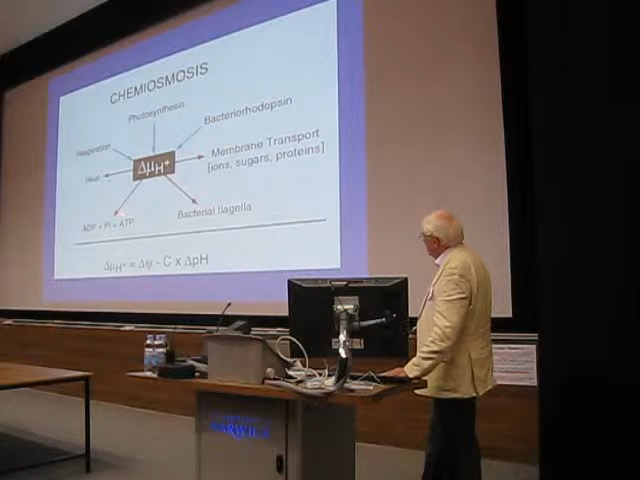 CHEMIOSMOSIS
Photosynthesis
Bacteriorhodopsin
Respiration
ΔμH+
Membrane Transport
[ions, sugars, proteins]
Heat
ADP + Pi = ATP
Bacterial flagella
ΔμH+ = Δψ - C x ΔpH
WARWICK